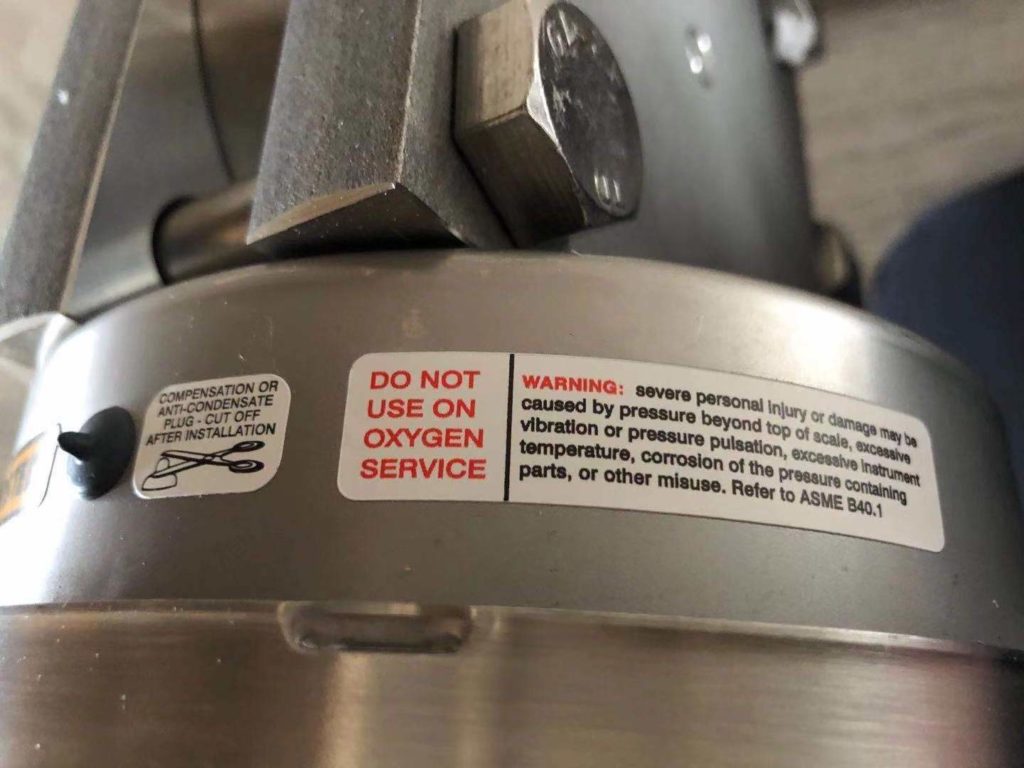 COMPENSATION OR
ANTI-CONDENSATE
PLUG - CUT OFF
AFTER INSTALLATION
DO NOT
USE ON
OXYGEN
SERVICE
WARNING: severe personal injury or damage may be
caused by pressure beyond top of scale, excessive
vibration or pressure pulsation, excessive instrument
temperature, corrosion of the pressure containing
parts, or other misuse. Refer to ASME B40.1